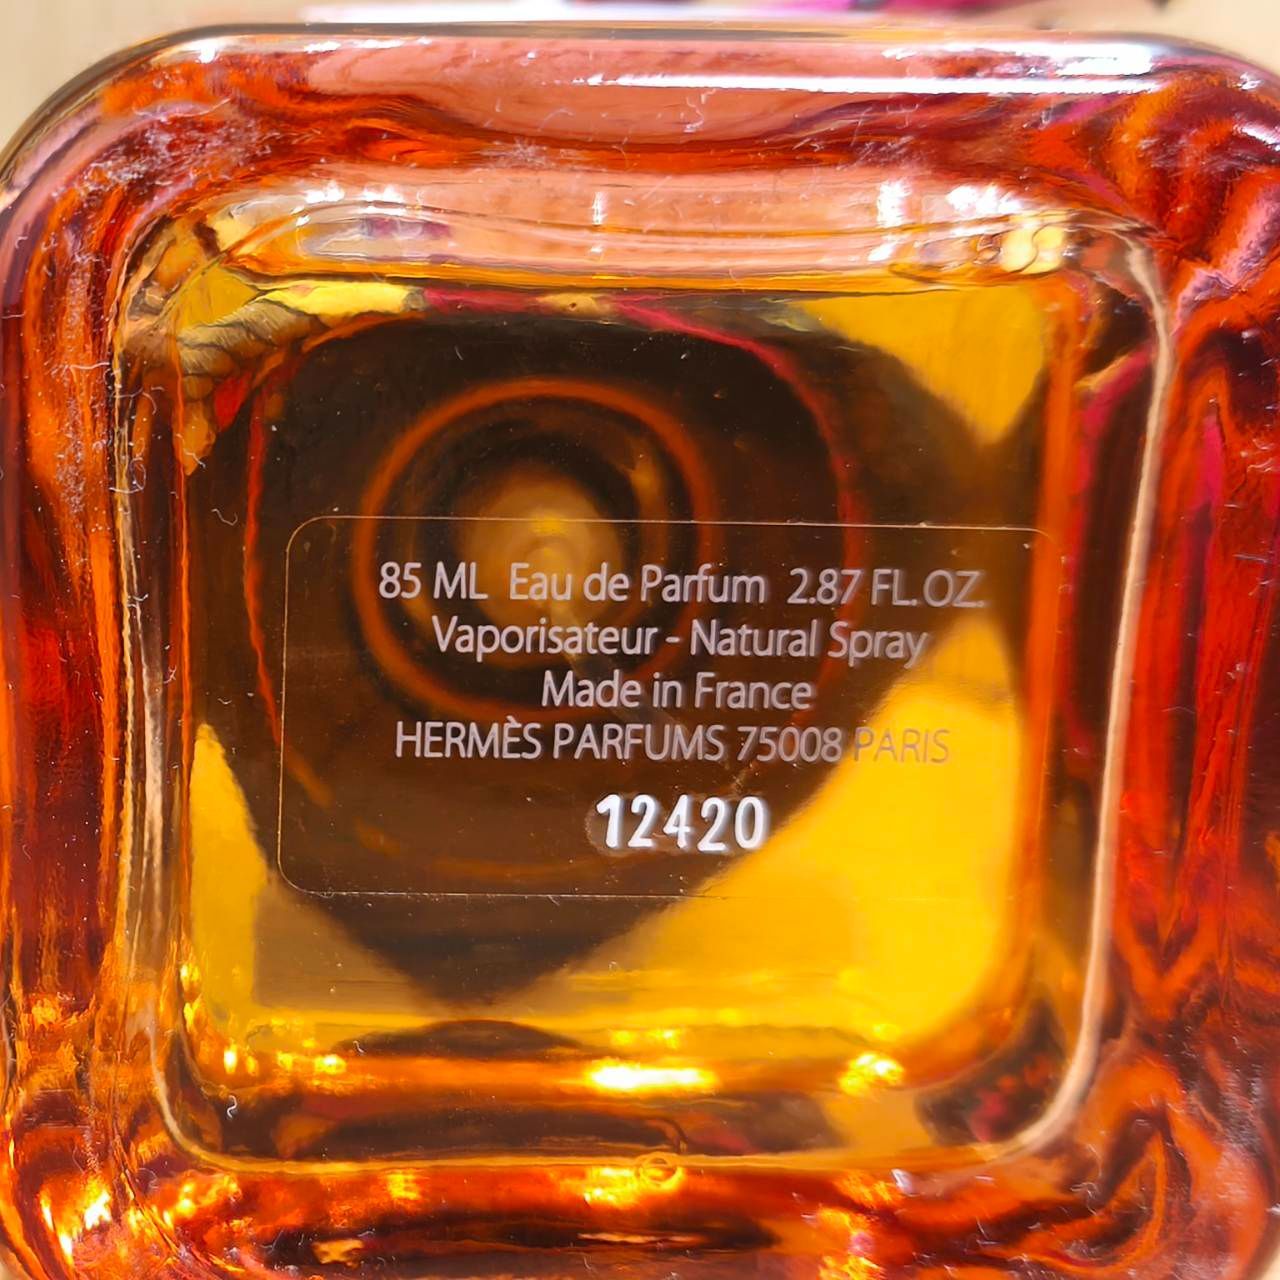 85 ML Eau de Parfum 2.87 FL.OZ.
Vaporisateur - Natural Spray
Made in France
HERMÈS PARFUMS 75008 PARIS
12420